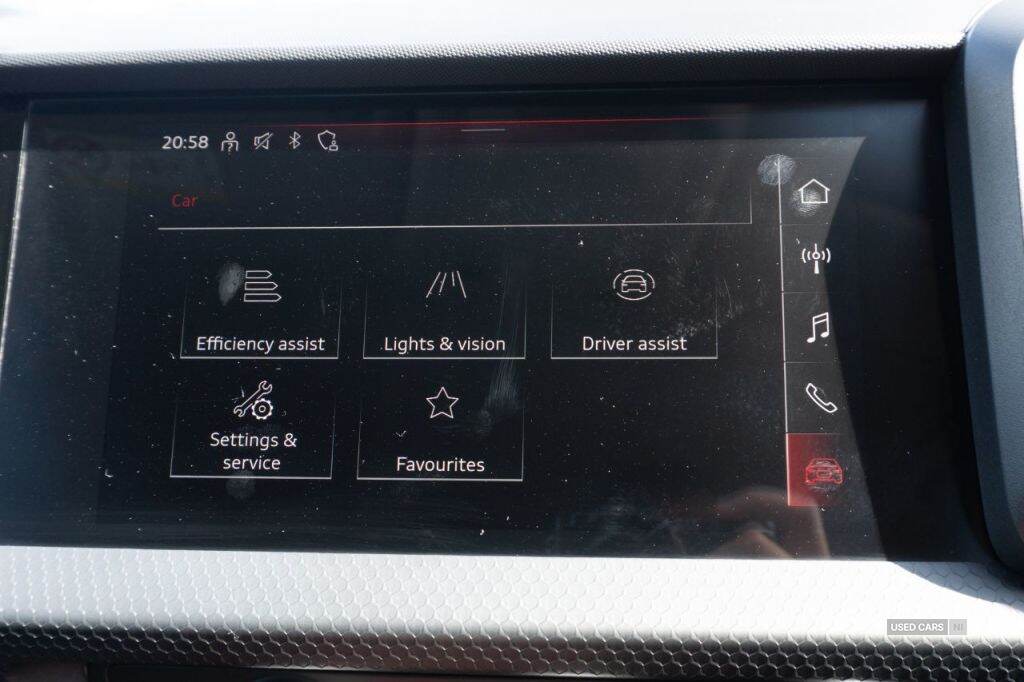 20:58
Car
Efficiency assist
Lights & vision
Driver assist
Settings &
service
Favourites
USED CARS NI